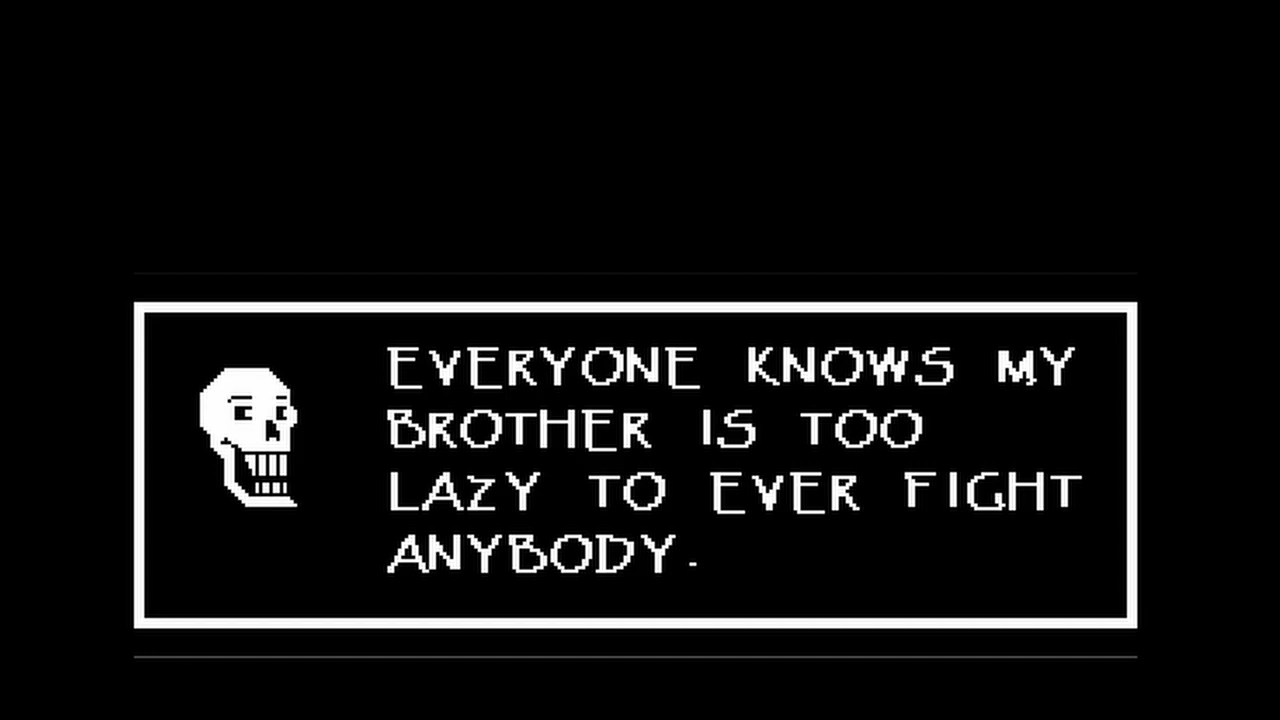 EVERYONE KNOWS MY
BROTHER IS TOO
LAZY TO EVER FIGHT
ANYBODY.